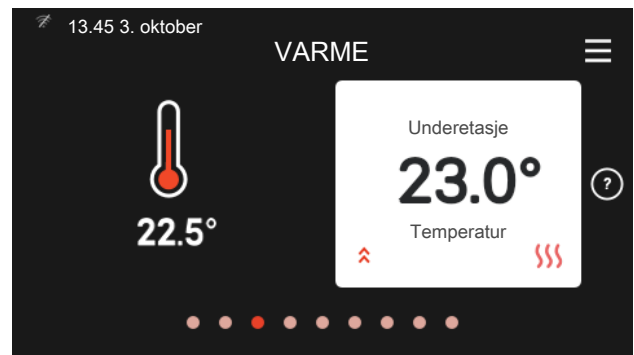 13.45 3. oktober
VARME
Underetasje
23.0°
Temperatur
22.5°
?